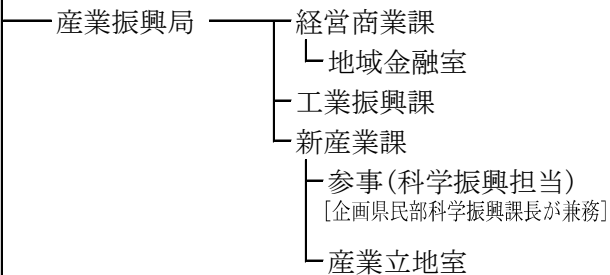 産業振興局
経営商業課
地域金融室
工業振興課
新産業課
参事(科学振興担当)
[企画県民部科学振興課長が兼務]
産業立地室